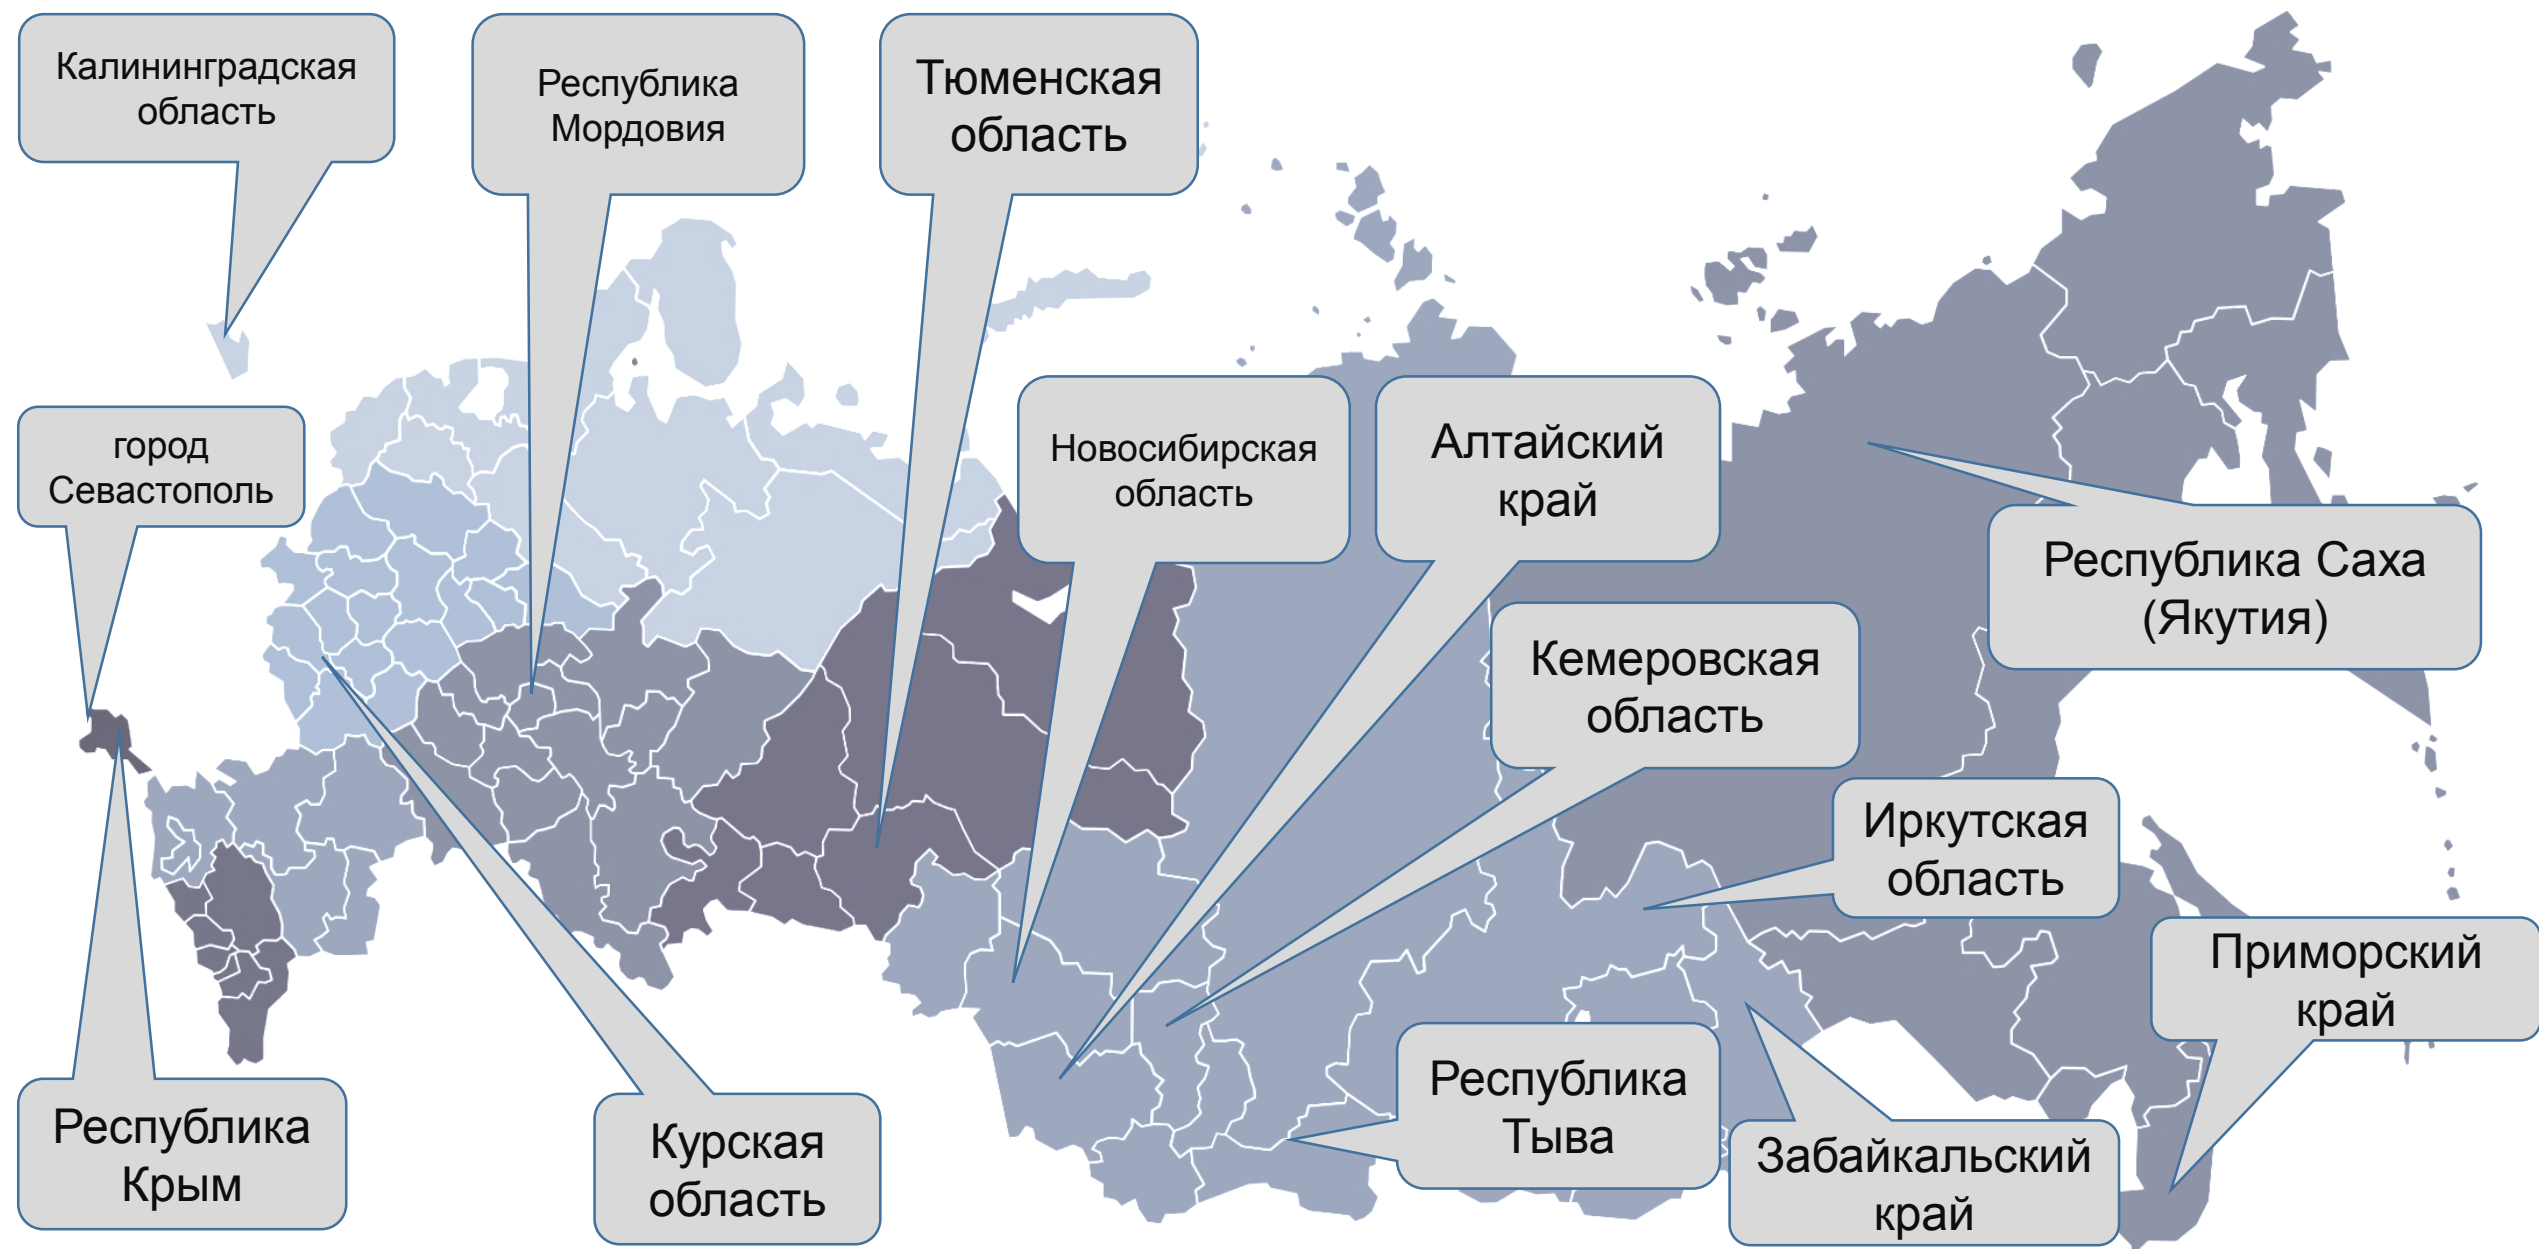 Калининградская
область
Республика
Мордовия
Тюменская
область
город
Севастополь
Новосибирская
область
Алтайский
край
Республика Саха
(Якутия)
Кемеровская
область
Иркутская
область
Приморский
край
Республика
Крым
Курская
область
Республика
Тыва
Забайкальский
край